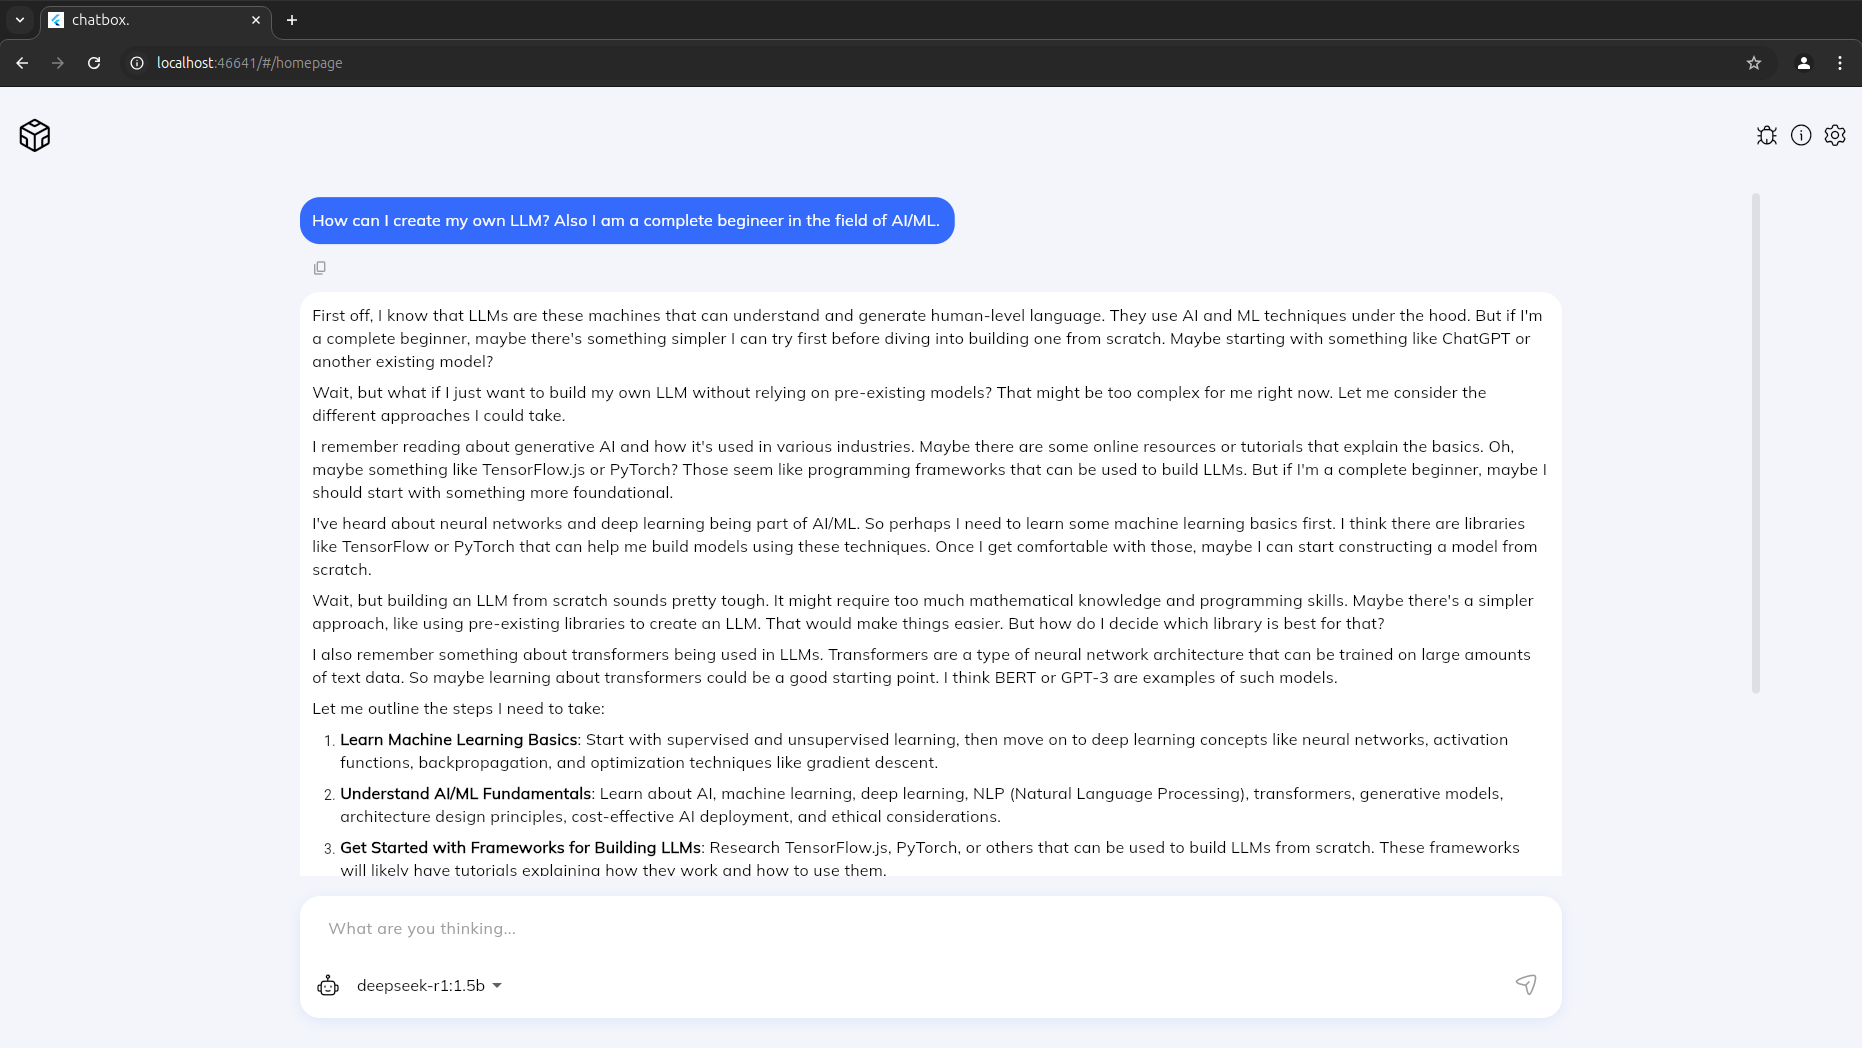 chatbox.
localhost:46641/#/homepage
How can I create my own LLM? Also I am a complete begineer in the field of AI/ML.
First off, I know that LLMs are these machines that can understand and generate human-level language. They use AI and ML techniques under the hood. But if I'm
a complete beginner, maybe there's something simpler I can try first before diving into building one from scratch. Maybe starting with something like ChatGPT or
another existing model?
Wait, but what if I just want to build my own LLM without relying on pre-existing models? That might be too complex for me right now. Let me consider the
different approaches I could take.
I remember reading about generative AI and how it's used in various industries. Maybe there are some online resources or tutorials that explain the basics. Oh,
maybe something like TensorFlow.js or PyTorch? Those seem like programming frameworks that can be used to build LLMs. But if I'm a complete beginner, maybe I
should start with something more foundational.
I've heard about neural networks and deep learning being part of AI/ML. So perhaps I need to learn some machine learning basics first. I think there are libraries
like TensorFlow or PyTorch that can help me build models using these techniques. Once I get comfortable with those, maybe I can start constructing a model from
scratch.
Wait, but building an LLM from scratch sounds pretty tough. It might require too much mathematical knowledge and programming skills. Maybe there's a simpler
approach, like using pre-existing libraries to create an LLM. That would make things easier. But how do I decide which library is best for that?
I also remember something about transformers being used in LLMs. Transformers are a type of neural network architecture that can be trained on large amounts
of text data. So maybe learning about transformers could be a good starting point. I think BERT or GPT-3 are examples of such models.
Let me outline the steps I need to take:
1. Learn Machine Learning Basics: Start with supervised and unsupervised learning, then move on to deep learning concepts like neural networks, activation
functions, backpropagation, and optimization techniques like gradient descent.
2. Understand AI/ML Fundamentals: Learn about AI, machine learning, deep learning, NLP (Natural Language Processing), transformers, generative models,
architecture design principles, cost-effective AI deployment, and ethical considerations.
3. Get Started with Frameworks for Building LLMs: Research TensorFlow.js, PyTorch, or others that can be used to build LLMs from scratch. These frameworks
will likely have tutorials explaining how they work and how to use them.
What are you thinking...
deepseek-r1:1.5b